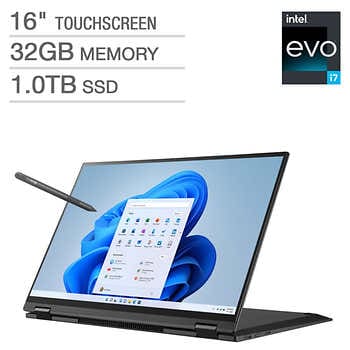 16" TOUCHSCREEN
32GB MEMORY
1.0TB SSD
intel
evo
i7